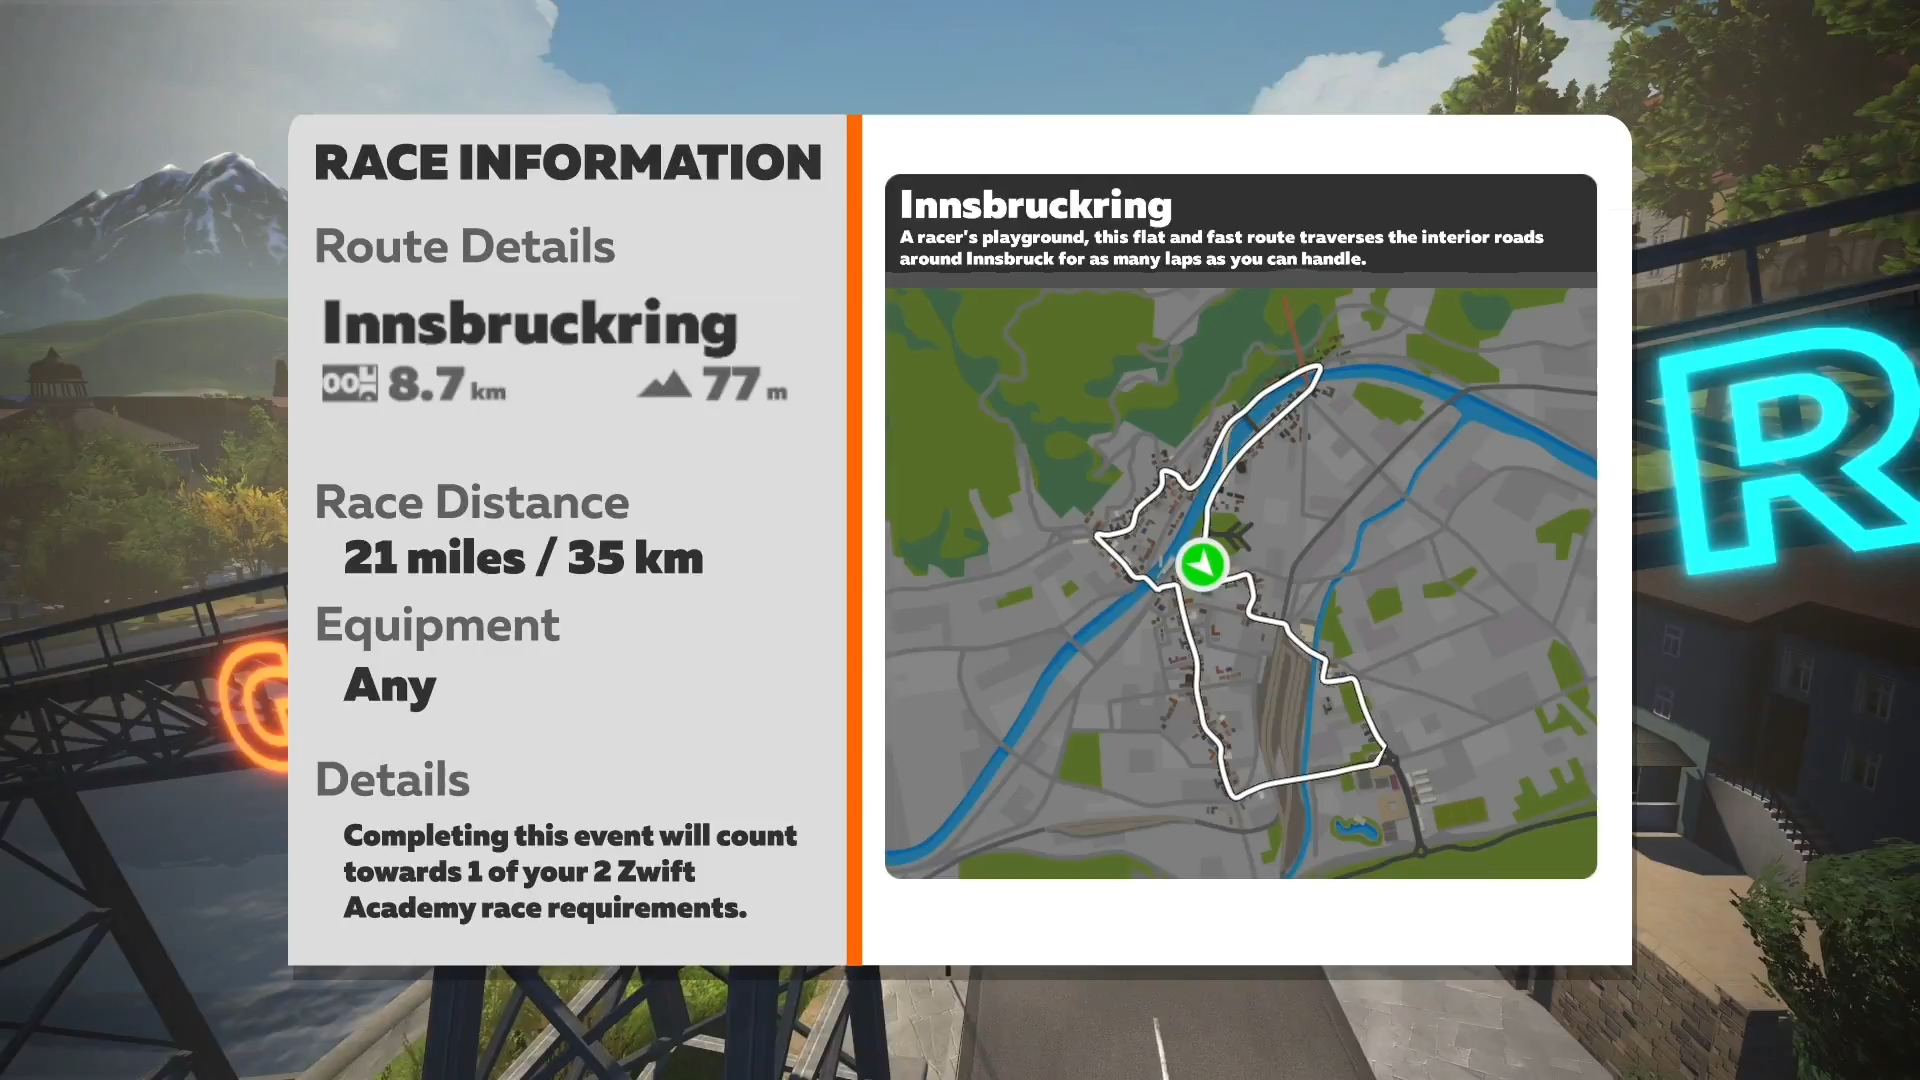 RACE INFORMATION
Route Details
Innsbruckring
8.7 km
77 m
Race Distance
21 miles / 35 km
Equipment
Any
Details
Completing this event will count
towards 1 of your 2 Zwift
Academy race requirements.
Innsbruckring
A racer's playground, this flat and fast route traverses the interior roads
around Innsbruck for as many laps as you can handle.
R